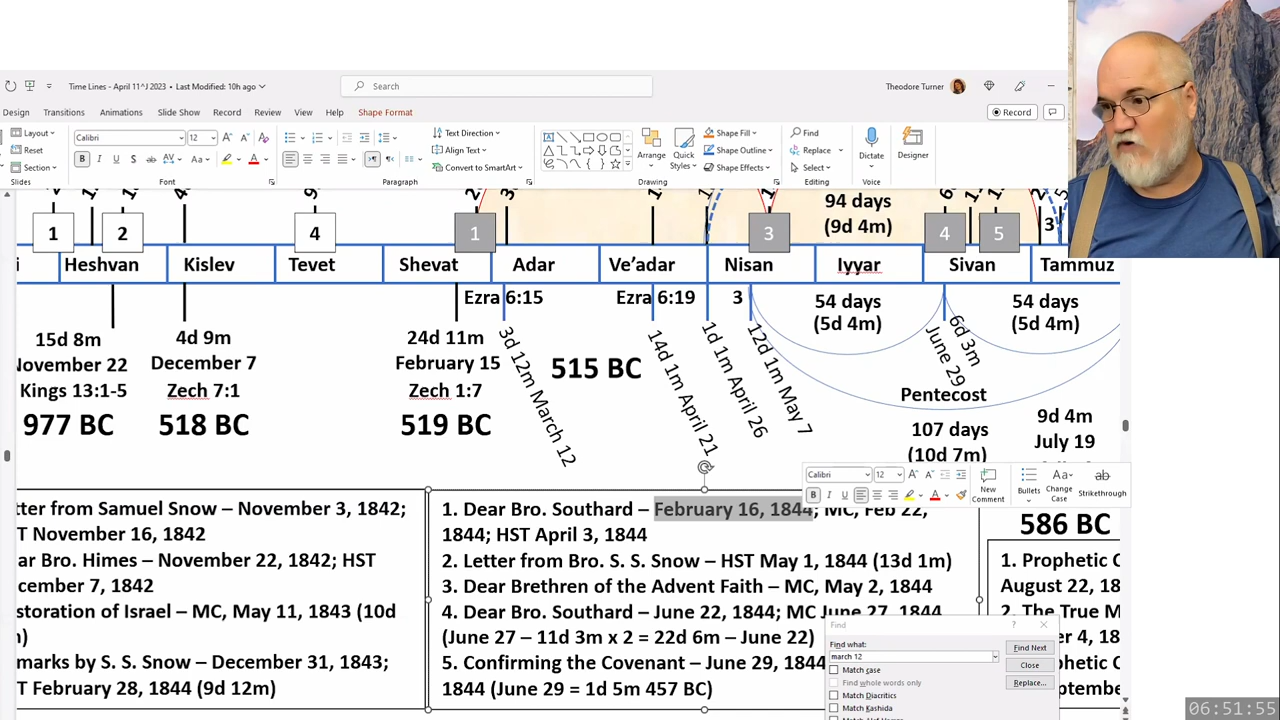 Time Lines - April 11^J 2023 • Last Modified: 10h ago
Search
Theodore Turner
Design Transitions Animations Slide Show Record Review View Help Acrobat Shape Format
Record
Layout
Reset
Section
Slides
Calibri
12
Font
Text Direction
Align Text
Convert to SmartArt
Paragraph
Arrange
Quick Styles
Shape Fill
Shape Outline
Shape Effects
Drawing
Find
Replace
Select
Editing
Dictate
Voice
Designer
Designer
94 days
(9d 4m)
3
1 2 4 1 3 4 5
Heshvan Kislev Tevet Shevat Adar Ve'adar Nisan Iyyar Sivan Tammuz
Ezra 6:15
Ezra 6:19
3
54 days
(5d 4m)
54 days
(5d 4m)
15d 8m
November 22
Kings 13:1-5
977 BC
4d 9m
December 7
Zech 7:1
518 BC
24d 11m
February 15
Zech 1:7
519 BC
3d 12m March 12
515 BC
14d 1m April 21
1d 1m April 26
12d 1m May 7
6d 3m
June 29
Pentecost
107 days
(10d 7m)
9d 4m
July 19
586 BC
Calibri
12
New Comment
Bullets
Change Case
Strikethrough
tter from Samuel Snow – November 3, 1842;
T November 16, 1842
ar Bro. Himes – November 22, 1842; HST
cember 7, 1842
storation of Israel – MC, May 11, 1843 (10d
marks by S. S. Snow – December 31, 1843;
T February 28, 1844 (9d 12m)
1. Dear Bro. Southard – February 16, 1844; MC, Feb 22,
1844; HST April 3, 1844
2. Letter from Bro. S. S. Snow – HST May 1, 1844 (13d 1m)
3. Dear Brethren of the Advent Faith – MC, May 2, 1844
4. Dear Bro. Southard – June 22, 1844; MC June 27, 1844
(June 27 – 11d 3m x 2 = 22d 6m – June 22)
5. Confirming the Covenant – June 29, 1844
1844 (June 29 = 1d 5m 457 BC)
1. Prophetic
August 22, 18
2. The True M
Find
Find what:
march 12
Match case
Find whole words only
Match Diacritics
Match Kashida
Find Next
Close
Replace...
06:51:55